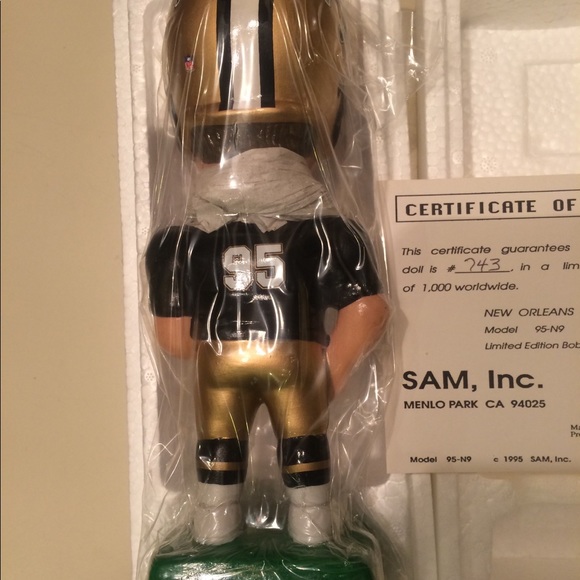 95
CERTIFICATE OF
This certificate guarantees
doll is # 743, in a lim
of 1,000 worldwide.
NEW ORLEANS
Model 95-N9
Limited Edition Bob
SAM, Inc.
MENLO PARK CA 94025
Model 95-N9 © 1995 SAM, Inc.